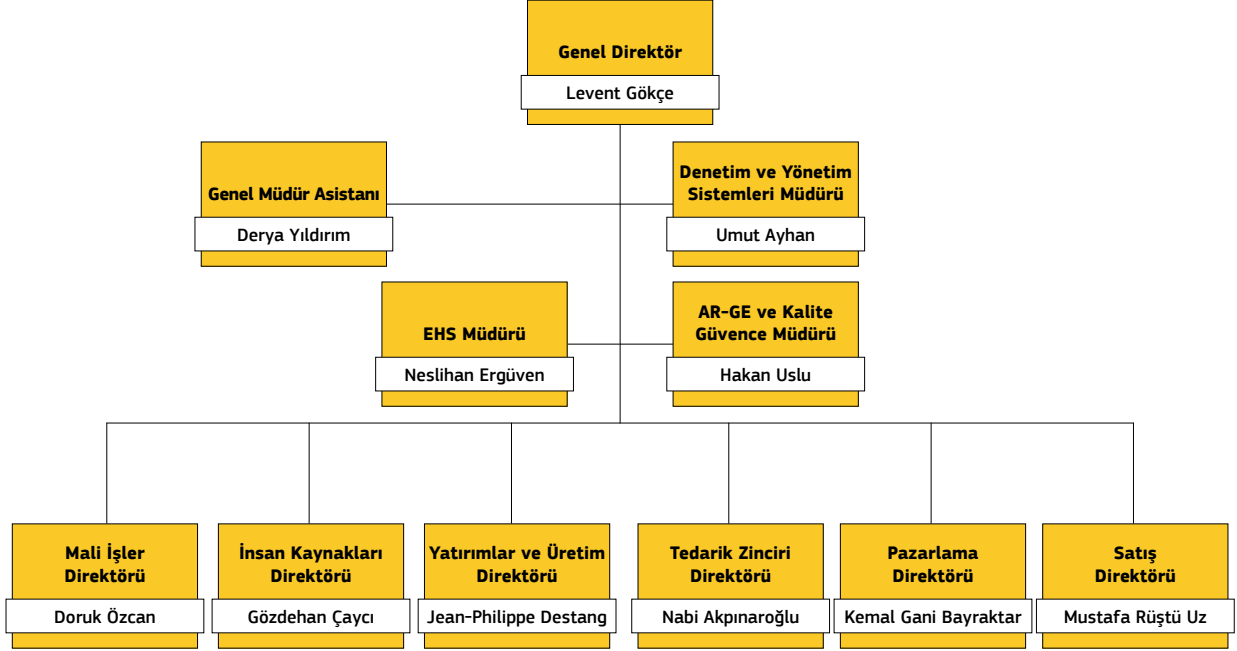 Genel Direktör
Levent Gökçe
Genel Müdür Asistanı
Derya Yıldırım
Denetim ve Yönetim
Sistemleri Müdürü
Umut Ayhan
EHS Müdürü
Neslihan Ergüven
AR-GE ve Kalite
Güvence Müdürü
Hakan Uslu
Mali İşler
Direktörü
Doruk Özcan
İnsan Kaynakları
Direktörü
Gözdehan Çaycı
Yatırımlar ve Üretim
Direktörü
Jean-Philippe Destang
Tedarik Zinciri
Direktörü
Nabi Akpınaroğlu
Pazarlama
Direktörü
Kemal Gani Bayraktar
Satış
Direktörü
Mustafa Rüştü Uz